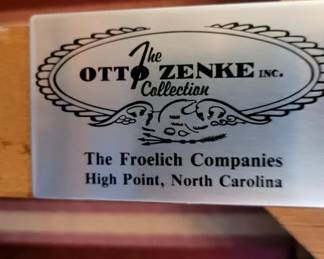 The
OTTO ZENKE INC.
Collection
The Froelich Companies
High Point, North Carolina